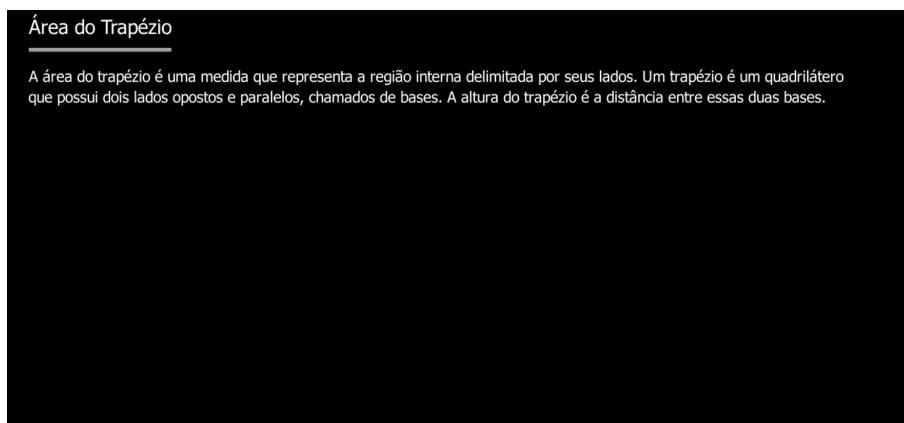 Área do Trapézio
A área do trapézio é uma medida que representa a região interna delimitada por seus lados. Um trapézio é um quadrilátero
que possui dois lados opostos e paralelos, chamados de bases. A altura do trapézio é a distância entre essas duas bases.